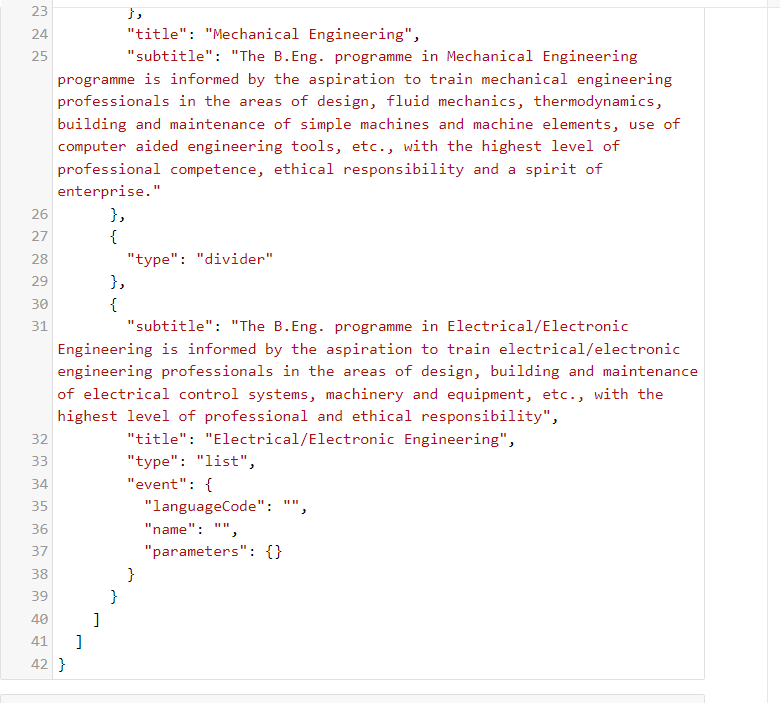 23 },
24 "title": "Mechanical Engineering",
25 "subtitle": "The B.Eng. programme in Mechanical Engineering
programme is informed by the aspiration to train mechanical engineering
professionals in the areas of design, fluid mechanics, thermodynamics,
building and maintenance of simple machines and machine elements, use of
computer aided engineering tools, etc., with the highest level of
professional competence, ethical responsibility and a spirit of
enterprise."
26 },
27 {
28 "type": "divider"
29 },
30 {
31 "subtitle": "The B.Eng. programme in Electrical/Electronic
Engineering is informed by the aspiration to train electrical/electronic
engineering professionals in the areas of design, building and maintenance
of electrical control systems, machinery and equipment, etc., with the
highest level of professional and ethical responsibility",
32 "title": "Electrical/Electronic Engineering",
33 "type": "list",
34 "event": {
35 "languageCode": "",
36 "name": "",
37 "parameters": {}
38 }
39 }
40 ]
41 ]
42 }